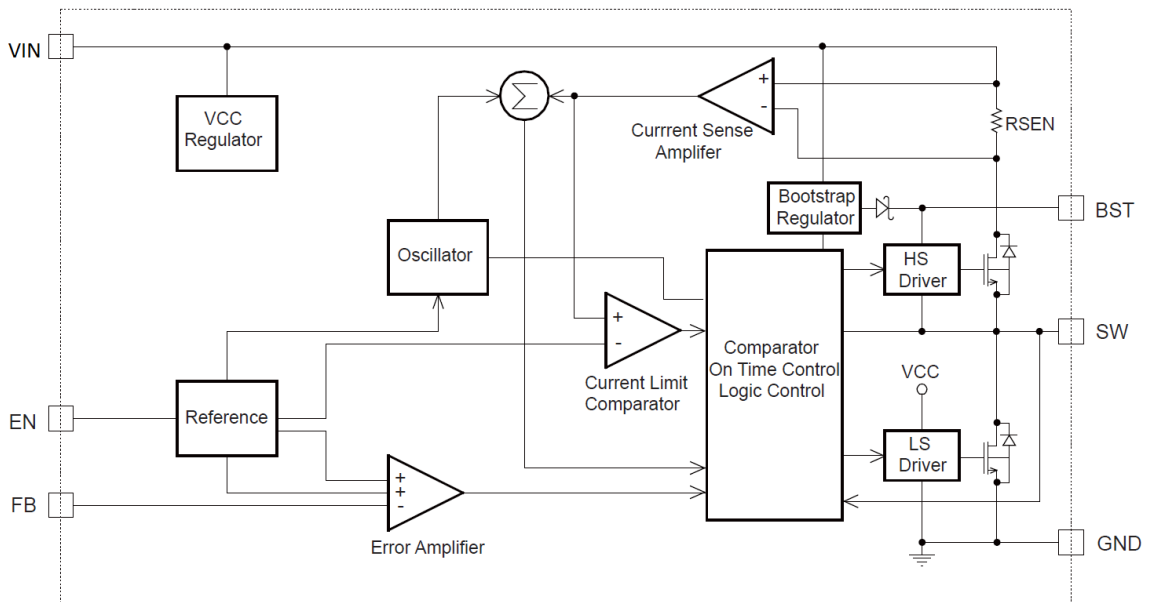 VIN
VCC
Regulator
Σ
+
-
Currrent Sense
Amplifer
RSEN
Bootstrap
Regulator
BST
Oscillator
HS
Driver
+
-
Current Limit
Comparator
Comparator
On Time Control
Logic Control
SW
VCC
EN
Reference
LS
Driver
FB
+
+
-
Error Amplifier
GND